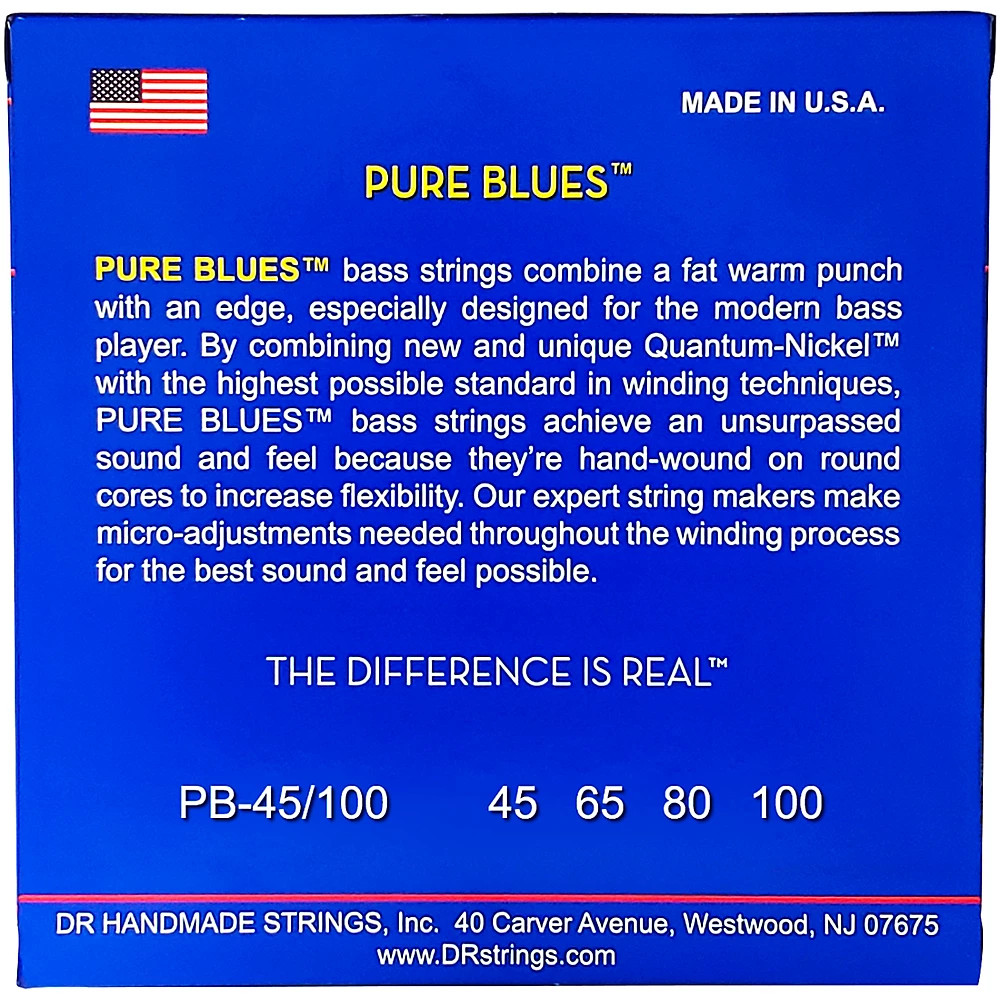 MADE IN U.S.A.
PURE BLUES™
PURE BLUES™ bass strings combine a fat warm punch
with an edge, especially designed for the modern bass
player. By combining new and unique Quantum-Nickel™
with the highest possible standard in winding techniques,
PURE BLUES™ bass strings achieve an unsurpassed
sound and feel because they’re hand-wound on round
cores to increase flexibility. Our expert string makers make
micro-adjustments needed throughout the winding process
for the best sound and feel possible.
THE DIFFERENCE IS REAL™
PB-45/100 45 65 80 100
DR HANDMADE STRINGS, Inc. 40 Carver Avenue, Westwood, NJ 07675
www.DRstrings.com